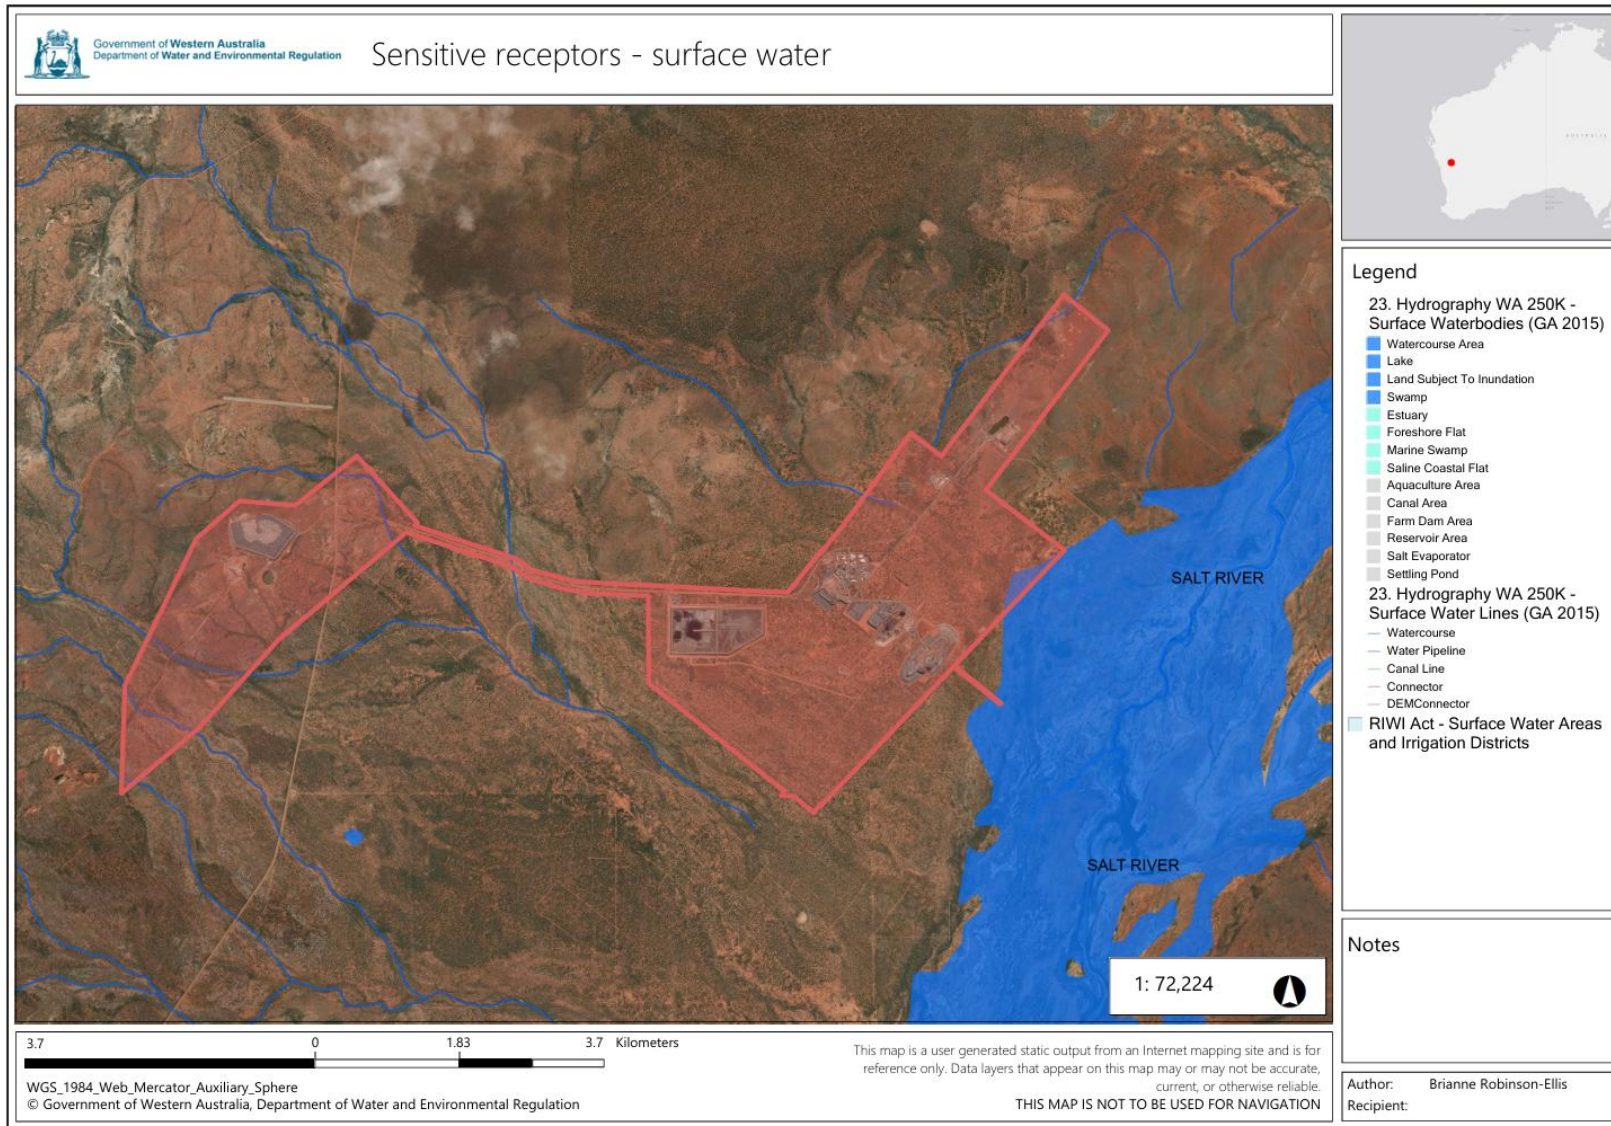 Government of Western Australia
Department of Water and Environmental Regulation
Sensitive receptors - surface water
SALT RIVER
SALT RIVER
1: 72,224
AUSTRALIA
Legend
23. Hydrography WA 250K -
Surface Waterbodies (GA 2015)
Watercourse Area
Lake
Land Subject To Inundation
Swamp
Estuary
Foreshore Flat
Marine Swamp
Saline Coastal Flat
Aquaculture Area
Canal Area
Farm Dam Area
Reservoir Area
Salt Evaporator
Settling Pond
23. Hydrography WA 250K -
Surface Water Lines (GA 2015)
Watercourse
Water Pipeline
Canal Line
Connector
DEMConnector
RIWI Act - Surface Water Areas
and Irrigation Districts
Notes
3.7 0 1.83 3.7 Kilometers
WGS_1984_Web_Mercator_Auxiliary_Sphere
© Government of Western Australia, Department of Water and Environmental Regulation
This map is a user generated static output from an Internet mapping site and is for
reference only. Data layers that appear on this map may or may not be accurate,
current, or otherwise reliable.
THIS MAP IS NOT TO BE USED FOR NAVIGATION
Author: Brianne Robinson-Ellis
Recipient: